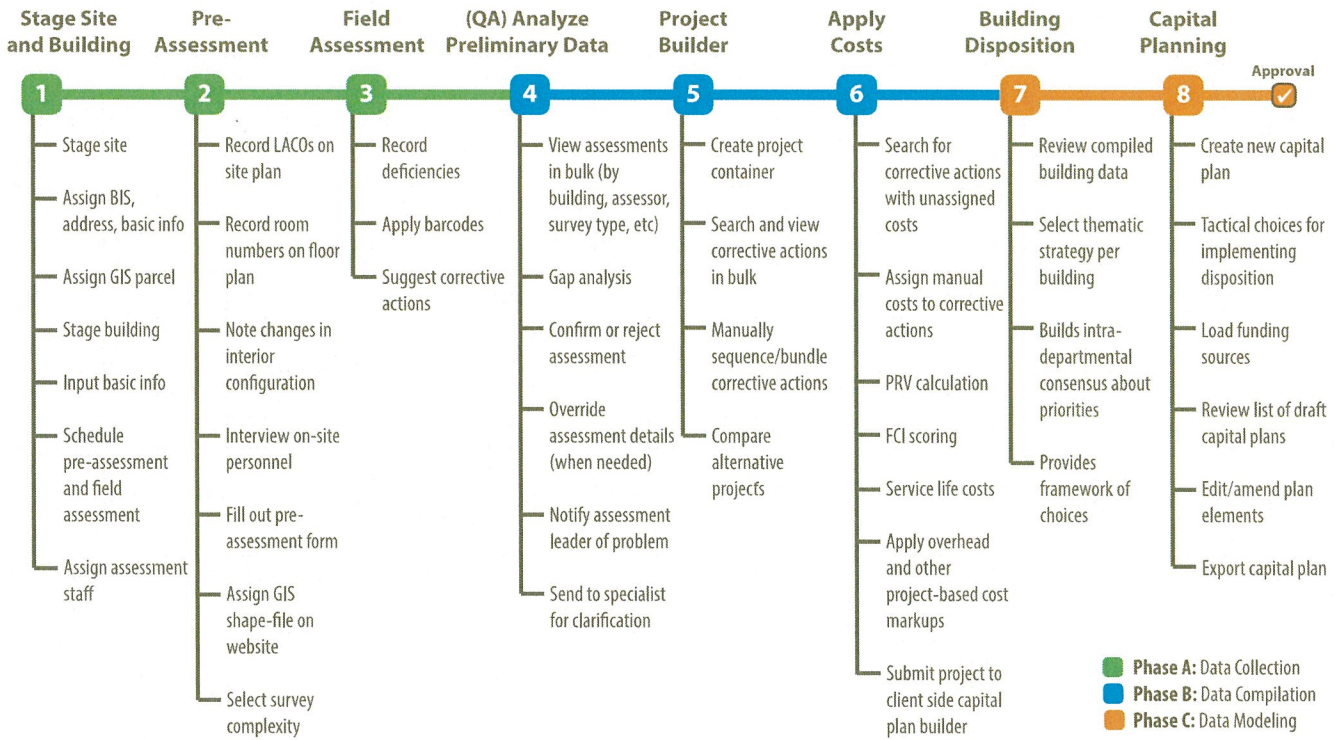 Stage Site
and Building
Pre-
Assessment
Field
Assessment
(QA) Analyze
Preliminary Data
Project
Builder
Apply
Costs
Building
Disposition
Capital
Planning
Approval
1
2
3
4
5
6
7
8
Stage site
Assign BIS,
address, basic info
Assign GIS parcel
Stage building
Input basic info
Schedule
pre-assessment
and field
assessment
Assign assessment
staff
Record LACOs on
site plan
Record room
numbers on floor
plan
Note changes in
interior
configuration
Interview on-site
personnel
Fill out pre-
assessment form
Assign GIS
shape-file on
website
Select survey
complexity
Record
deficiencies
Apply barcodes
Suggest corrective
actions
View assessments
in bulk (by
building, assessor,
survey type, etc)
Gap analysis
Confirm or reject
assessment
Override
assessment details
(when needed)
Notify assessment
leader of problem
Send to specialist
for clarification
Create project
container
Search and view
corrective actions
in bulk
Manually
sequence/bundle
corrective actions
Compare
alternative
projects
Search for
corrective actions
with unassigned
costs
Assign manual
costs to corrective
actions
PRV calculation
FCI scoring
Service life costs
Apply overhead
and other
project-based cost
markups
Submit project to
client side capital
plan builder
Review compiled
building data
Select thematic
strategy per
building
Builds intra-
departmental
consensus about
priorities
Provides
framework of
choices
Create new capital
plan
Tactical choices for
implementing
disposition
Load funding
sources
Review list of draft
capital plans
Edit/amend plan
elements
Export capital plan
Phase A: Data Collection
Phase B: Data Compilation
Phase C: Data Modeling